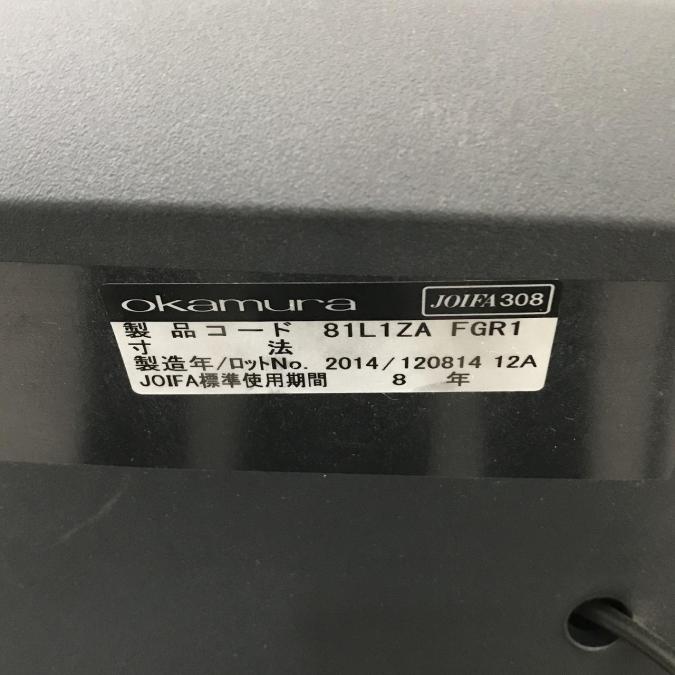 okamura
JOIFA308
製品コード 81L1ZA FGR1
寸法
製造年/ロットNo. 2014/120814 12A
JOIFA標準使用期間 8 年